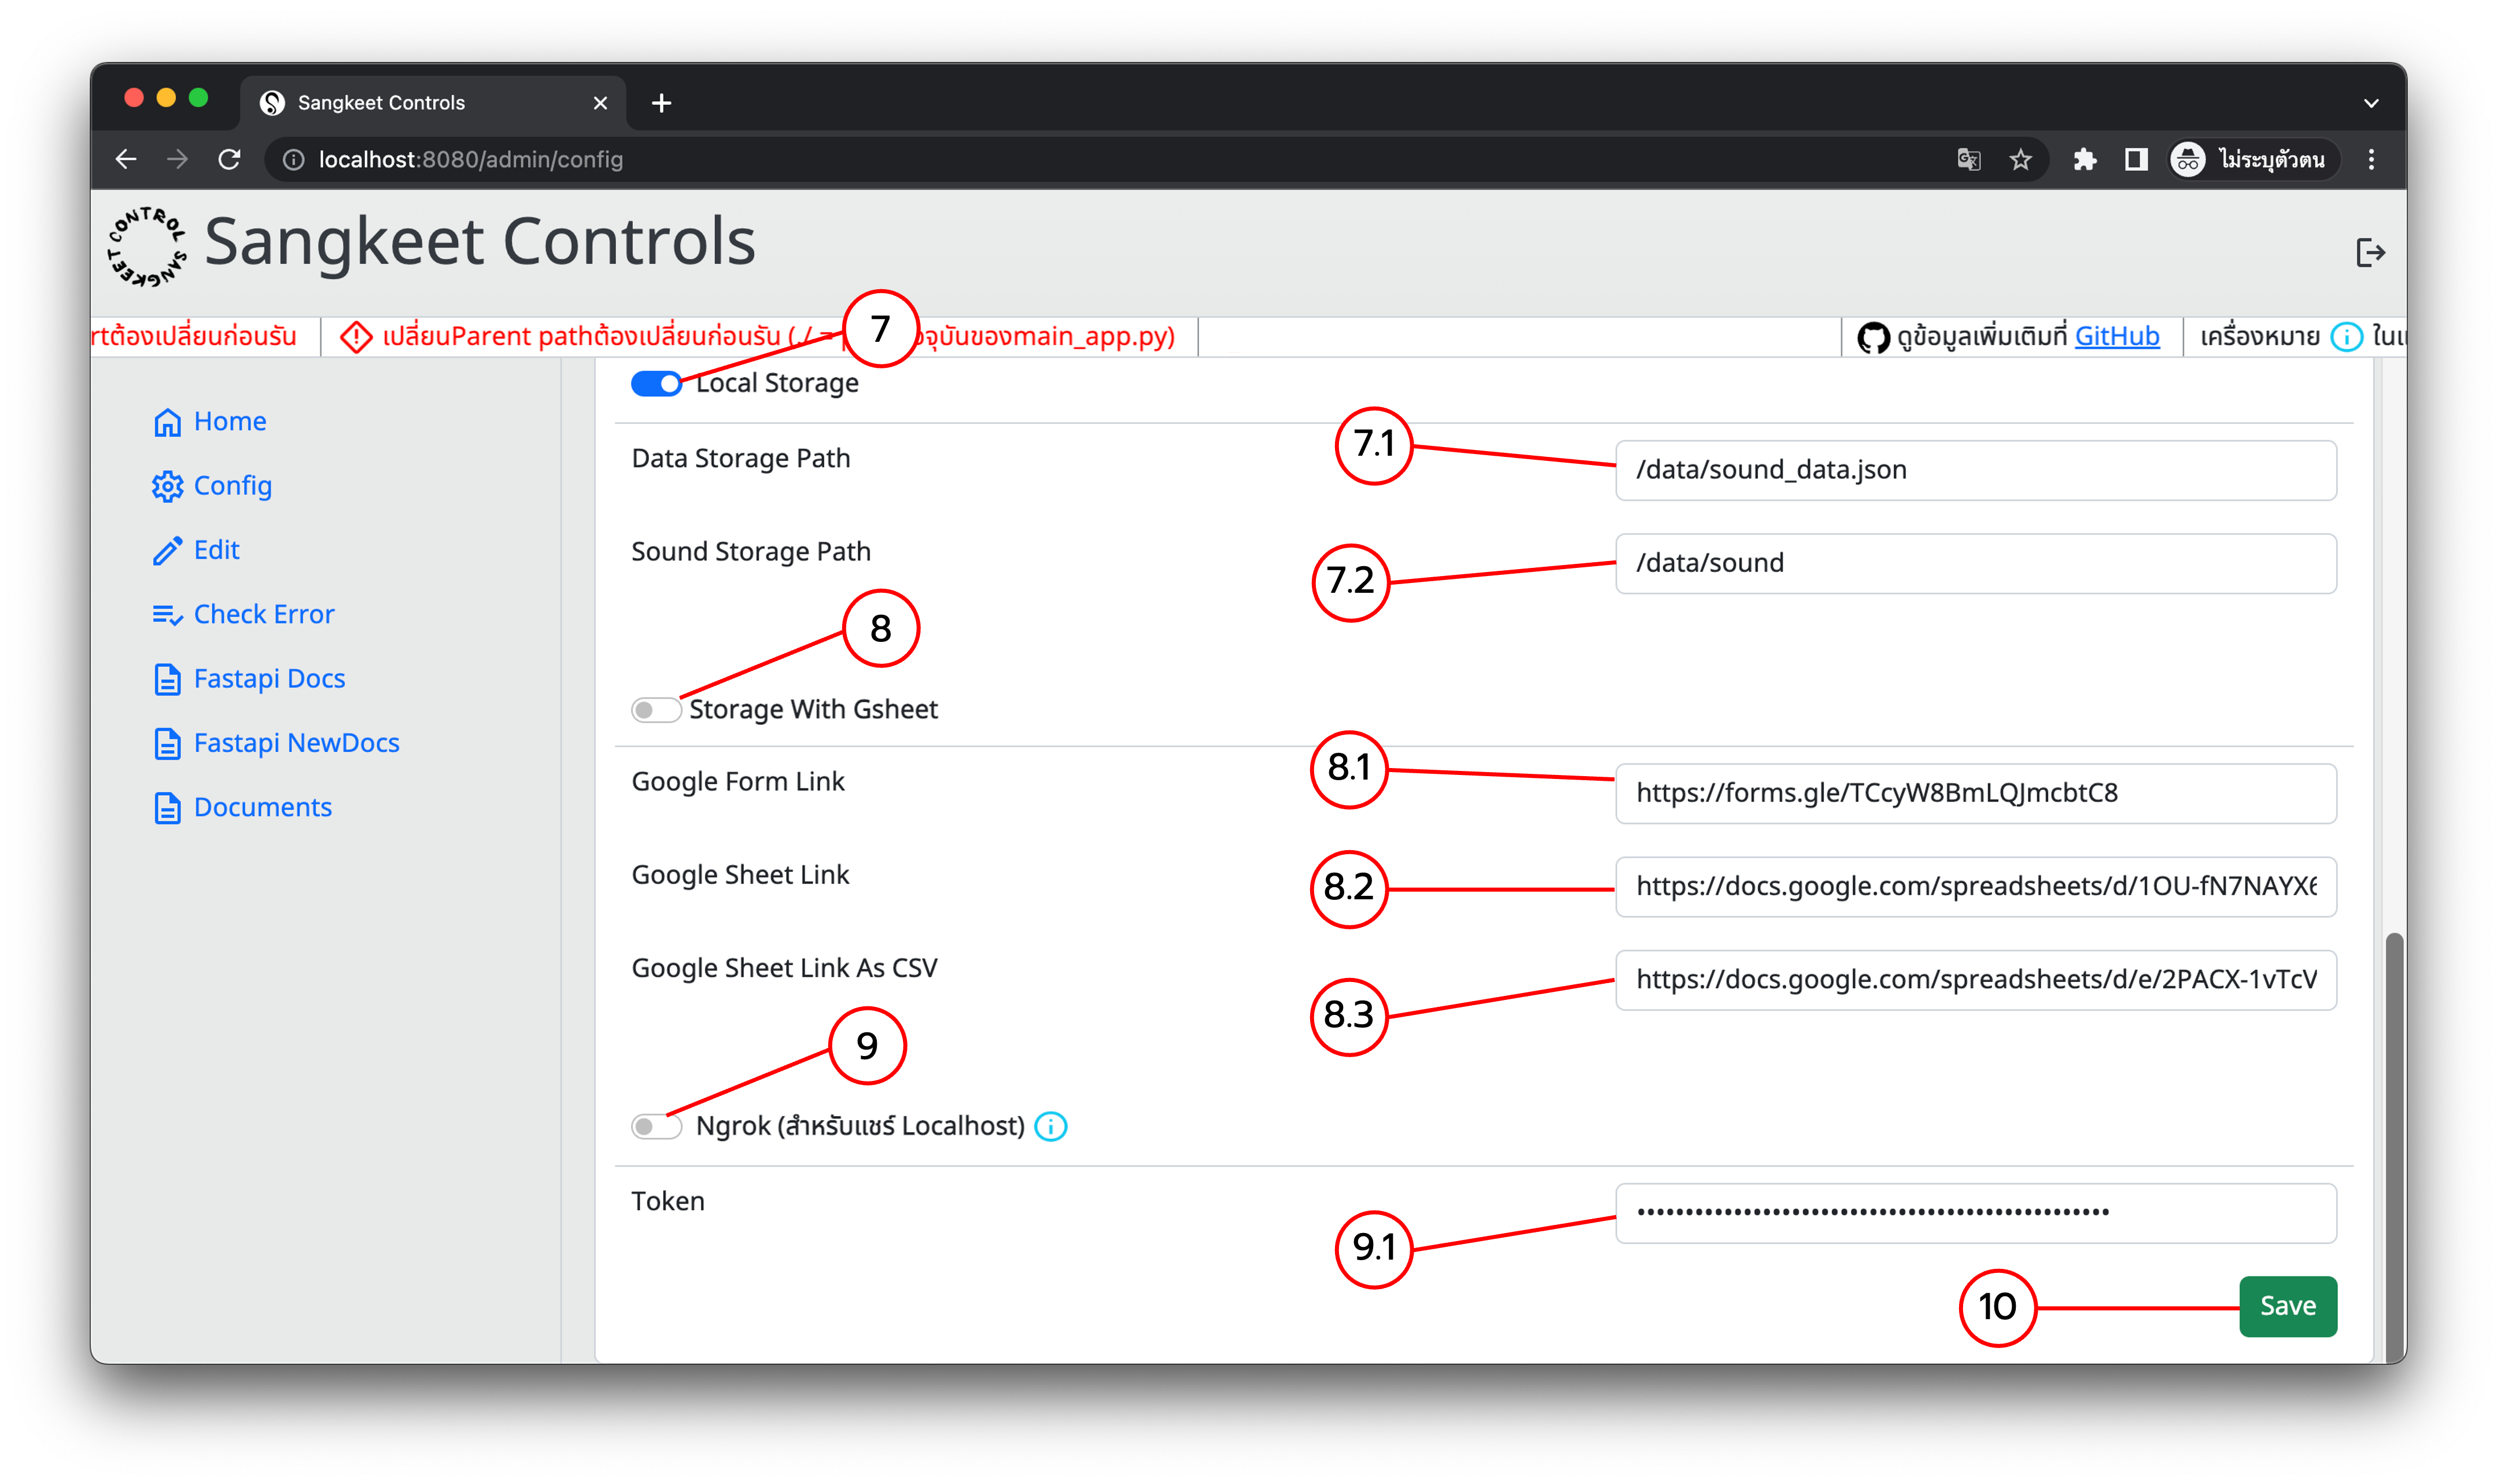 Sangkeet Controls
localhost:8080/admin/config
ไม่ระบุตัวตน
SANGKEET CONTROL
Sangkeet Controls
rtต้องเปลี่ยนก่อนรัน
เปลี่ยนParent pathต้องเปลี่ยนก่อนรัน (./ =
จุบันของmain_app.py)
ดูข้อมูลเพิ่มเติมที่ GitHub
เครื่องหมาย
ในแ
7
Home
Config
Edit
Check Error
Fastapi Docs
Fastapi NewDocs
Documents
Local Storage
Data Storage Path
7.1
/data/sound_data.json
Sound Storage Path
7.2
/data/sound
8
Storage With Gsheet
Google Form Link
8.1
https://forms.gle/TCcyW8BmLQJmcbtC8
Google Sheet Link
8.2
https://docs.google.com/spreadsheets/d/1OU-fN7NAYX6
Google Sheet Link As CSV
8.3
https://docs.google.com/spreadsheets/d/e/2PACX-1vTcV
9
Ngrok (สำหรับแชร์ Localhost)
Token
9.1
10
Save